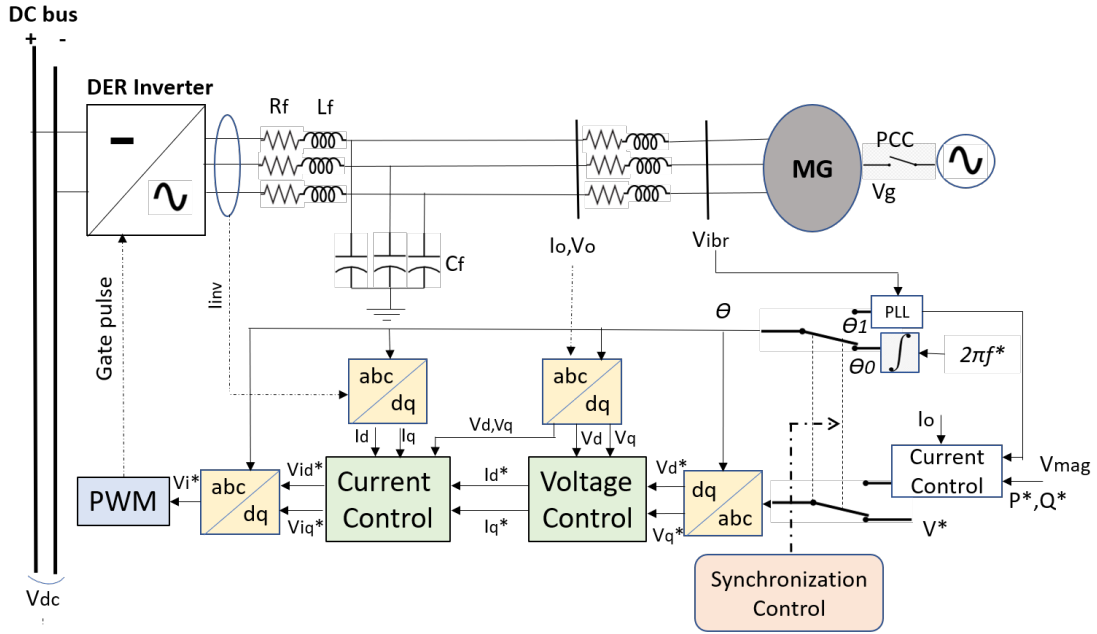 DC bus
+ -
DER Inverter
Rf Lf
PCC
MG
Vg
Io,Vo
Vibr
Cf
Iinv
Gate pulse
θ
PLL
θ1
θ0
∫
2πf*
abc
dq
abc
dq
Id Iq
Vd,Vq
Vd Vq
Io
Current
Control
Vmag
P*,Q*
V*
PWM
Vi*
abc
dq
Vid*
Viq*
Current
Control
Id*
Iq*
Voltage
Control
Vd*
Vq*
dq
abc
Synchronization
Control
Vdc